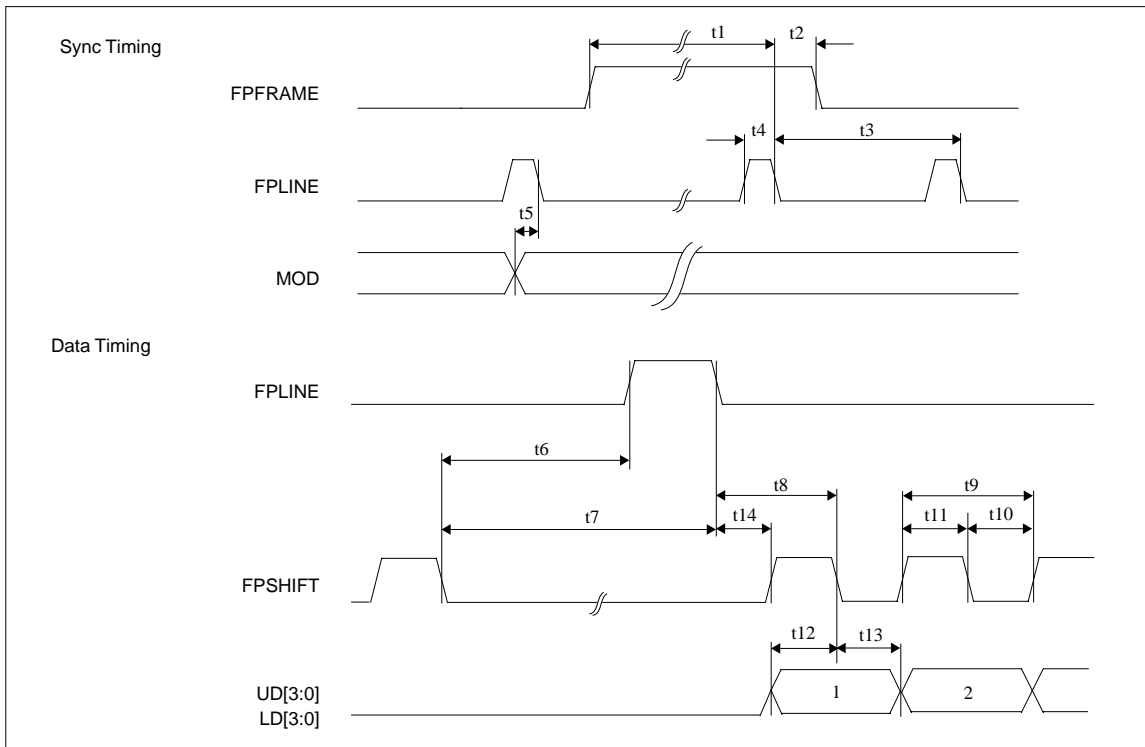 Sync Timing
t1
t2
FPFRAME
t4
t3
FPLINE
t5
MOD
Data Timing
FPLINE
t6
t8
t9
t7
t14
t11
t10
FPSHIFT
t12
t13
UD[3:0]
LD[3:0]
1
2